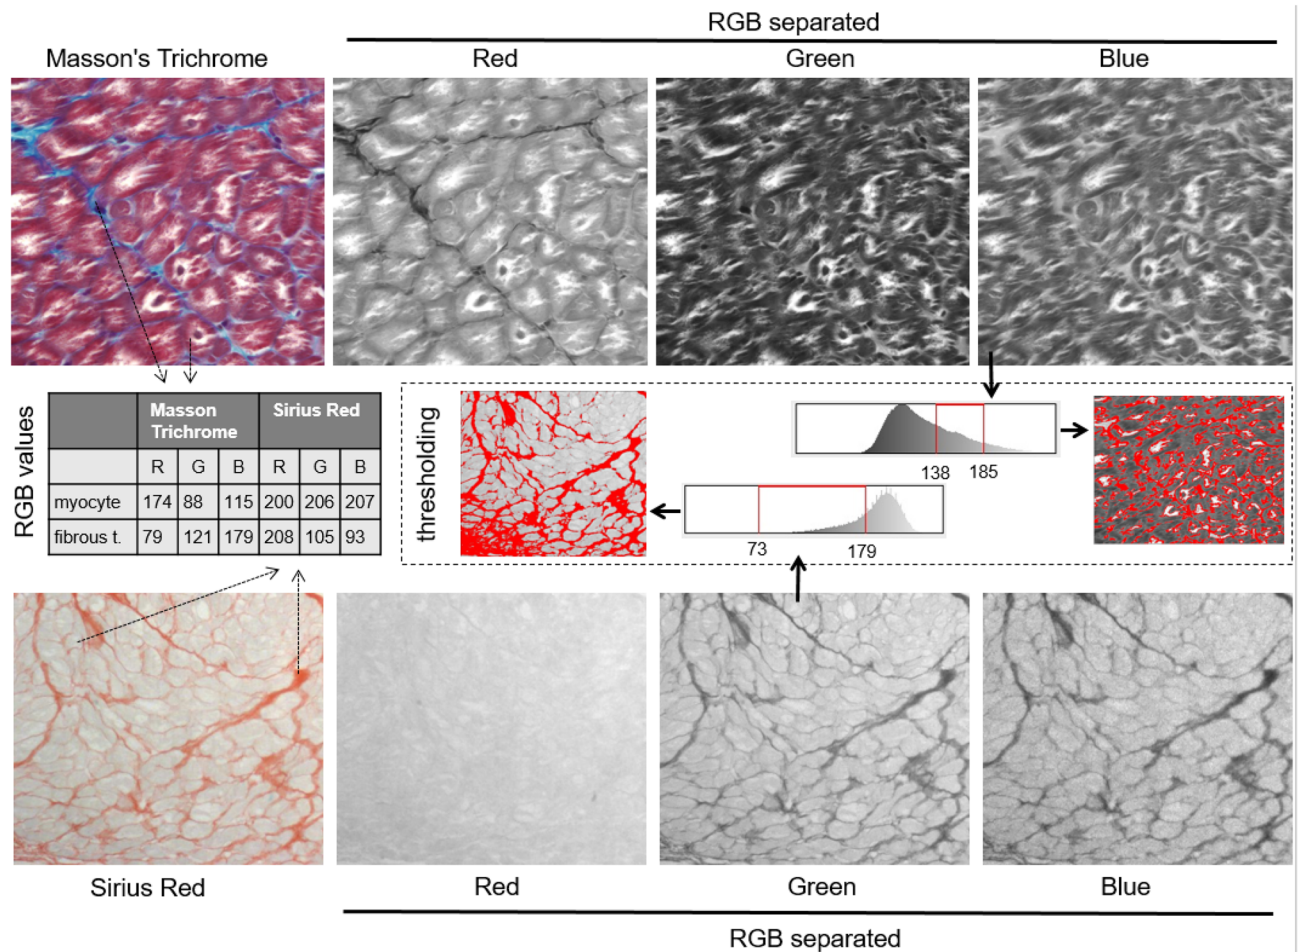 RGB separated
Masson's Trichrome
Red
Green
Blue
RGB values
Masson Trichrome
Sirius Red
R G B R G B
myocyte 174 88 115 200 206 207
fibrous t. 79 121 179 208 105 93
thresholding
138 185
73 179
Sirius Red
Red
Green
Blue
RGB separated